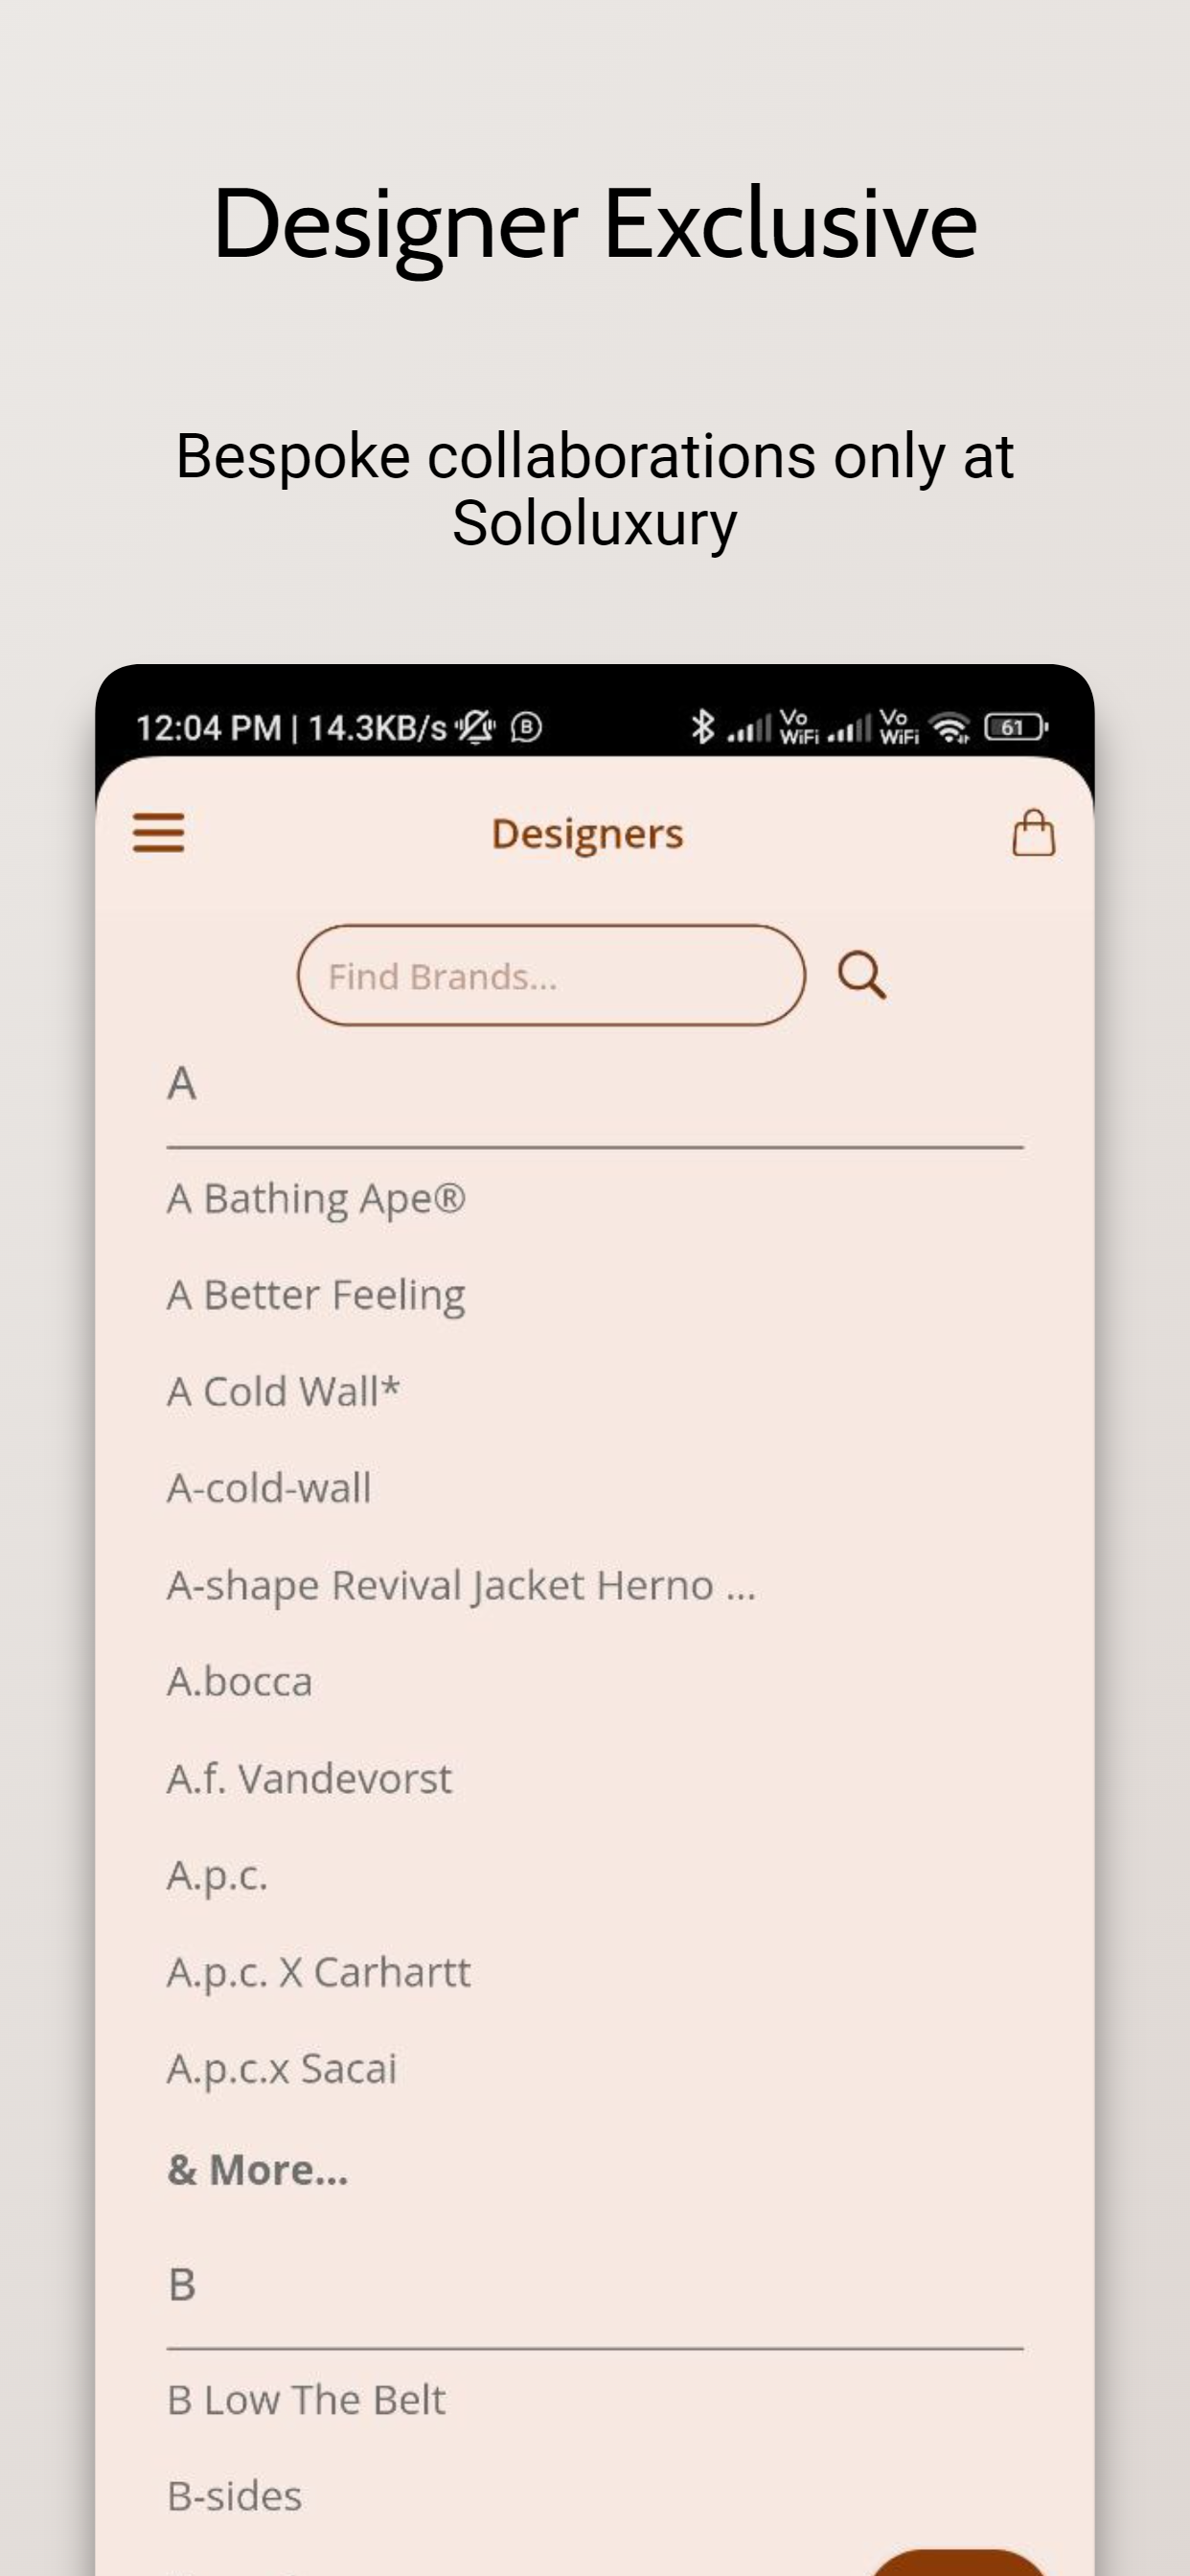 Designer Exclusive
Bespoke collaborations only at
Sololuxury
12:04 PM | 14.3KB/s B Vo WiFi Vo WiFi 61
Designers
Find Brands...
A
A Bathing Ape®
A Better Feeling
A Cold Wall*
A-cold-wall
A-shape Revival Jacket Herno ...
A.bocca
A.f. Vandevorst
A.p.c.
A.p.c. X Carhartt
A.p.c.x Sacai
& More...
B
B Low The Belt
B-sides